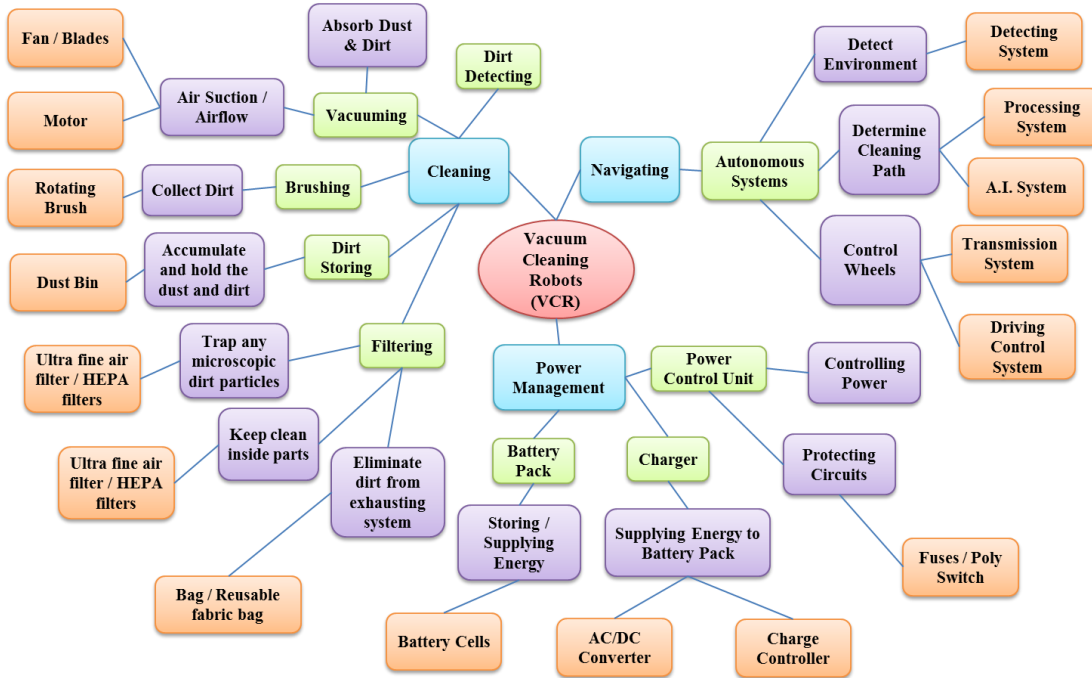 Fan / Blades
Absorb Dust
& Dirt
Dirt
Detecting
Detect
Environment
Detecting
System
Motor
Air Suction /
Airflow
Vacuuming
Cleaning
Navigating
Autonomous
Systems
Determine
Cleaning
Path
Processing
System
A.I. System
Rotating
Brush
Collect Dirt
Brushing
Dust Bin
Accumulate
and hold the
dust and dirt
Dirt
Storing
Vacuum
Cleaning
Robots
(VCR)
Control
Wheels
Transmission
System
Driving
Control
System
Ultra fine air
filter / HEPA
filters
Trap any
microscopic
dirt particles
Filtering
Power
Management
Power
Control Unit
Controlling
Power
Ultra fine air
filter / HEPA
filters
Keep clean
inside parts
Eliminate
dirt from
exhausting
system
Battery
Pack
Charger
Protecting
Circuits
Storing /
Supplying
Energy
Supplying Energy to
Battery Pack
Fuses / Poly
Switch
Bag / Reusable
fabric bag
Battery Cells
AC/DC
Converter
Charge
Controller